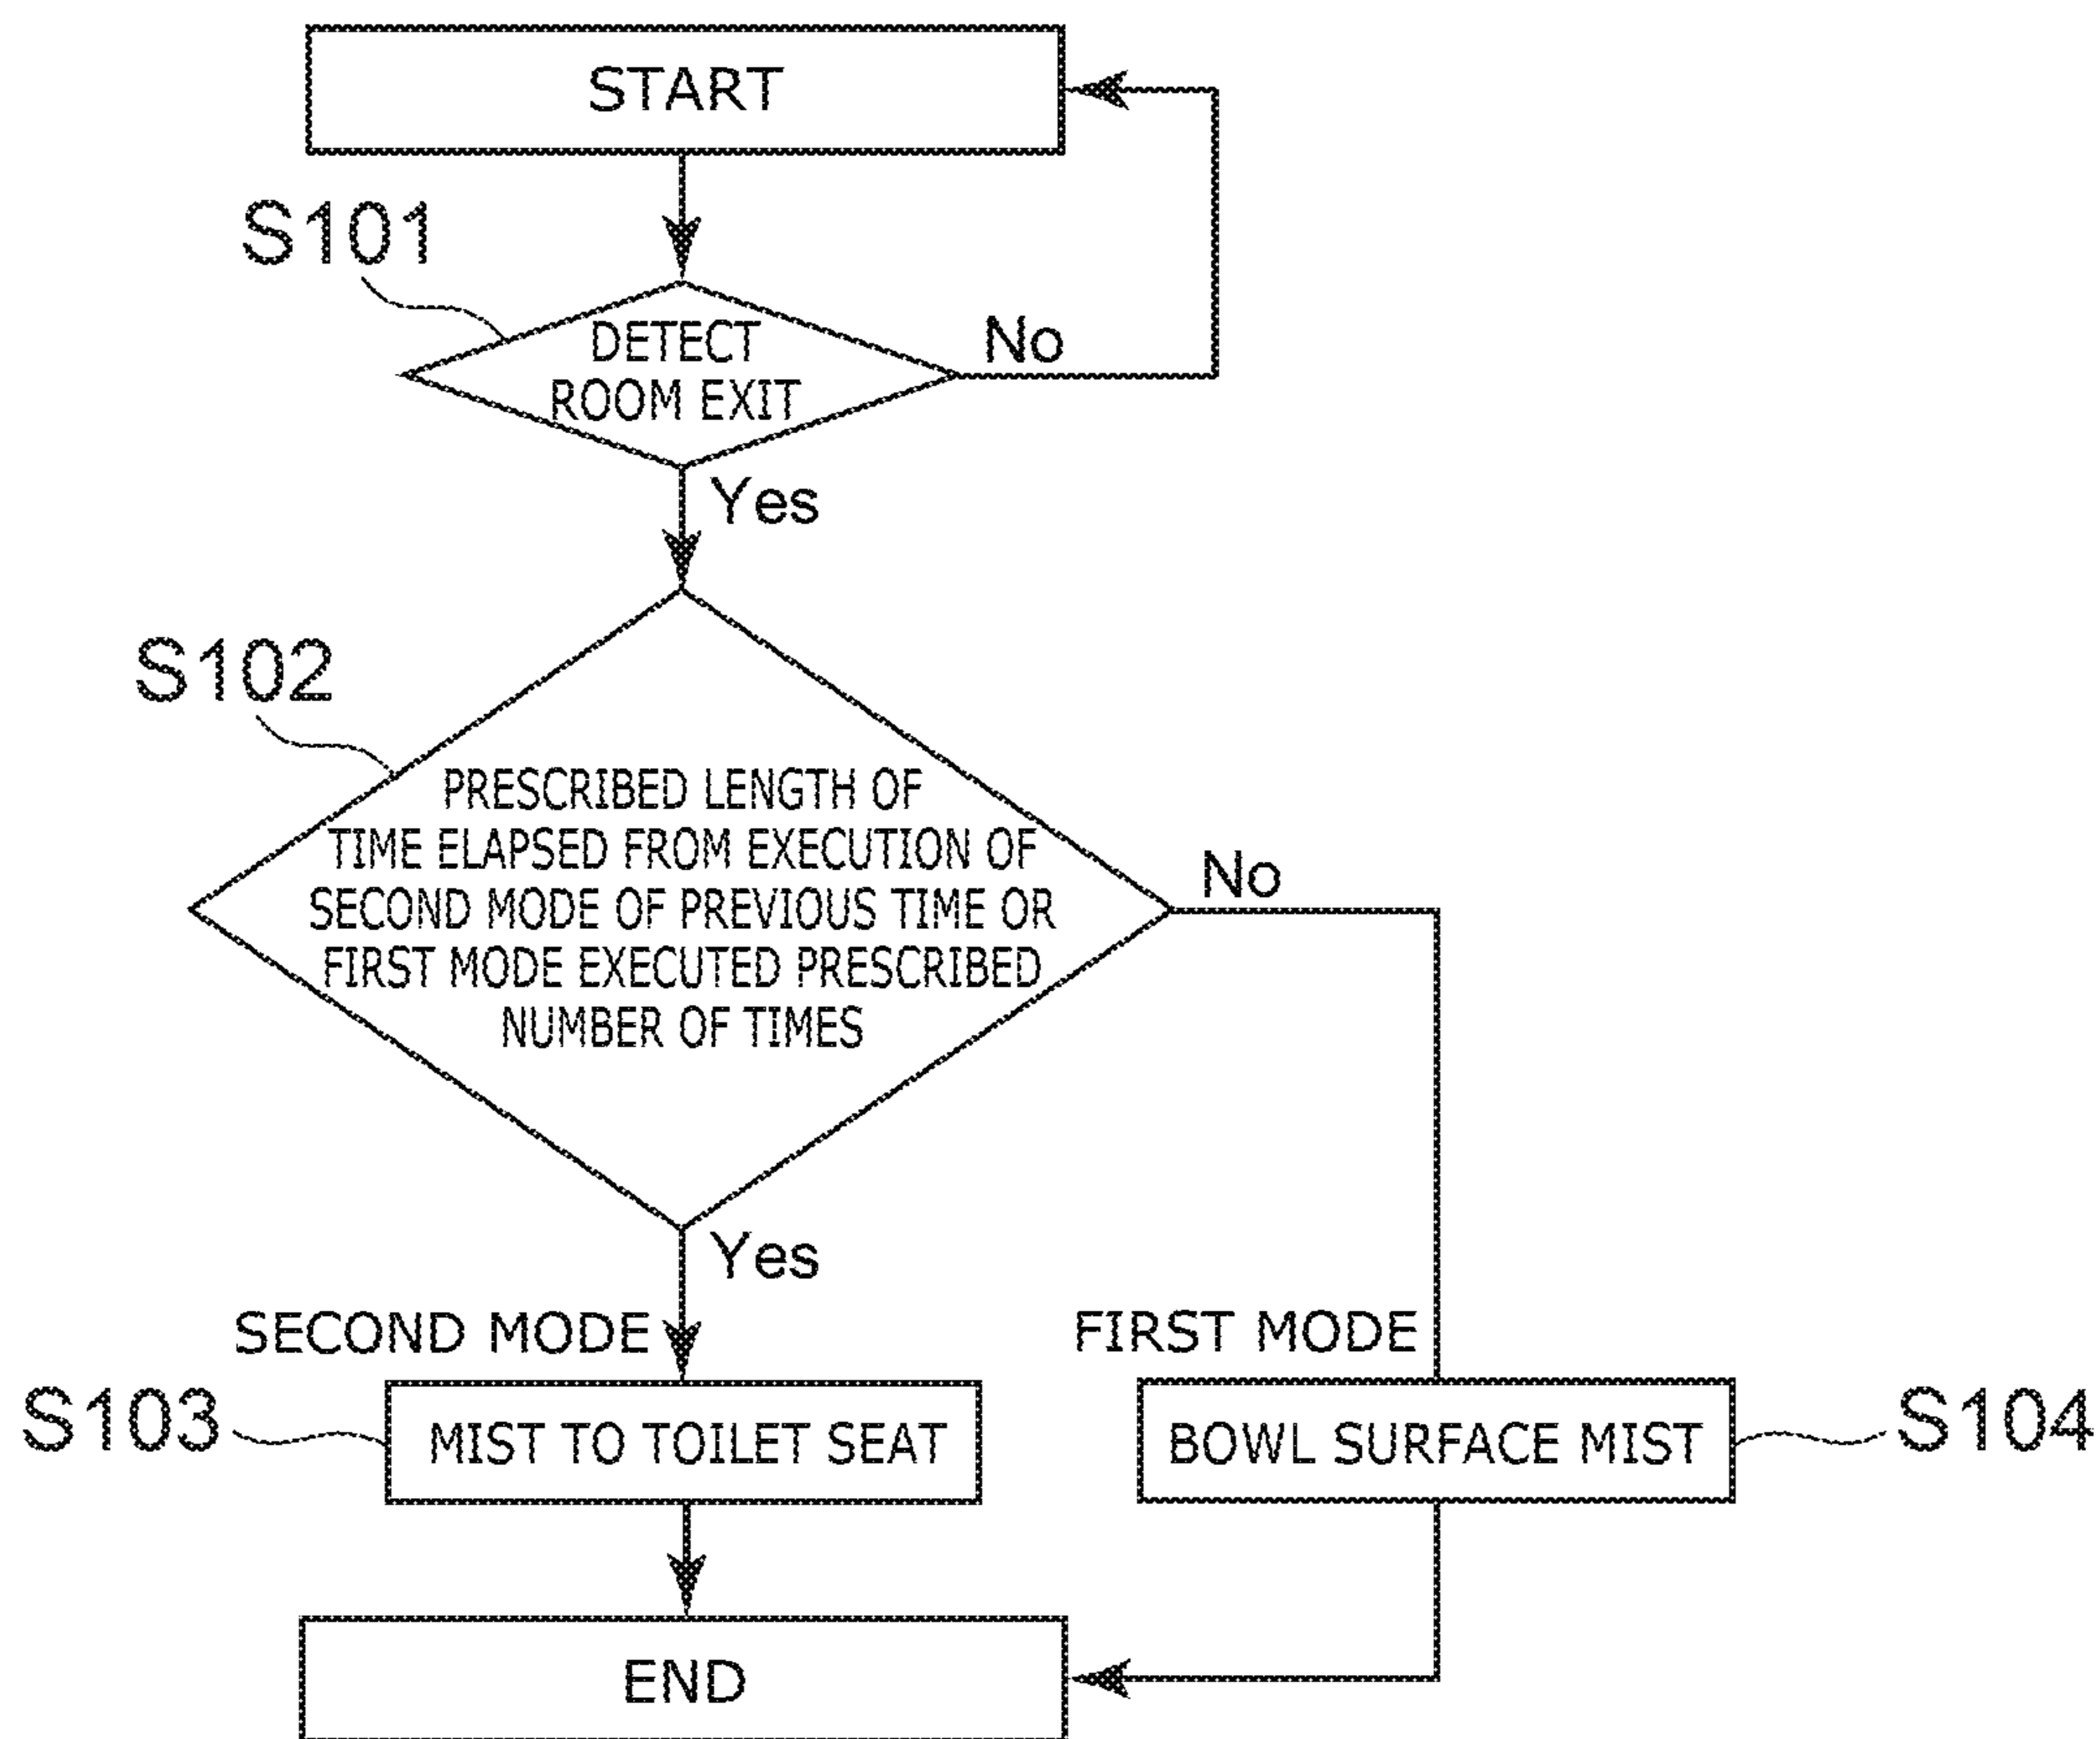 START
S101
DETECT
ROOM EXIT
No
Yes
S102
PRESCRIBED LENGTH OF
TIME ELAPSED FROM EXECUTION OF
SECOND MODE OF PREVIOUS TIME OR
FIRST MODE EXECUTED PRESCRIBED
NUMBER OF TIMES
No
Yes
SECOND MODE
FIRST MODE
S103
MIST TO TOILET SEAT
BOWL SURFACE MIST
S104
END